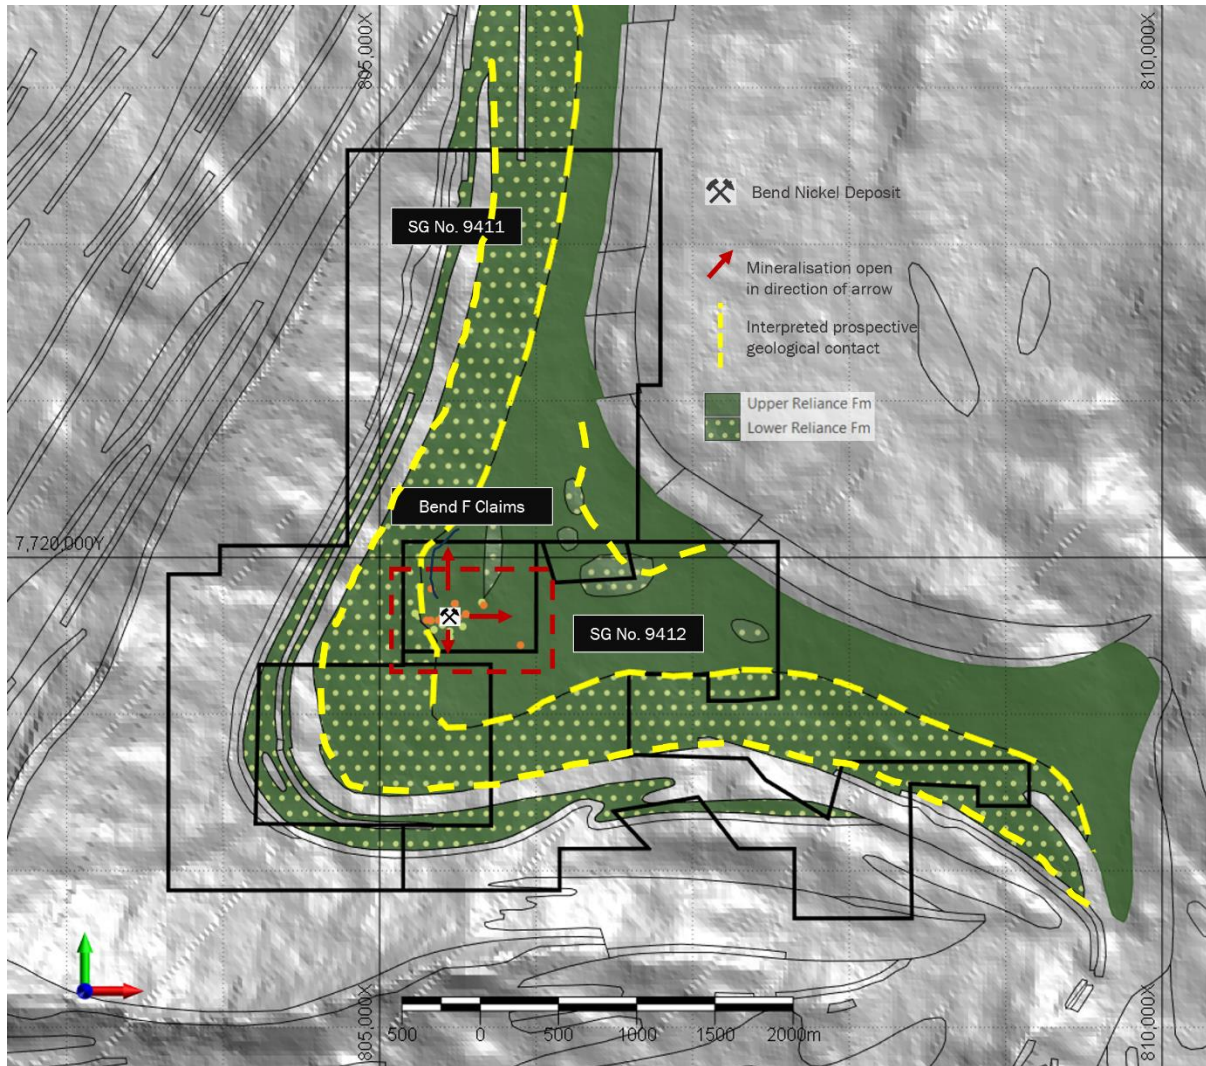 805,000X
810,000X
SG No. 9411
Bend Nickel Deposit
Mineralisation open
in direction of arrow
Interpreted prospective
geological contact
Upper Reliance Fm
Lower Reliance Fm
Bend F Claims
7,720,000Y
SG No. 9412
805,000X
810,000X
500 0 500 1000 1500 2000m